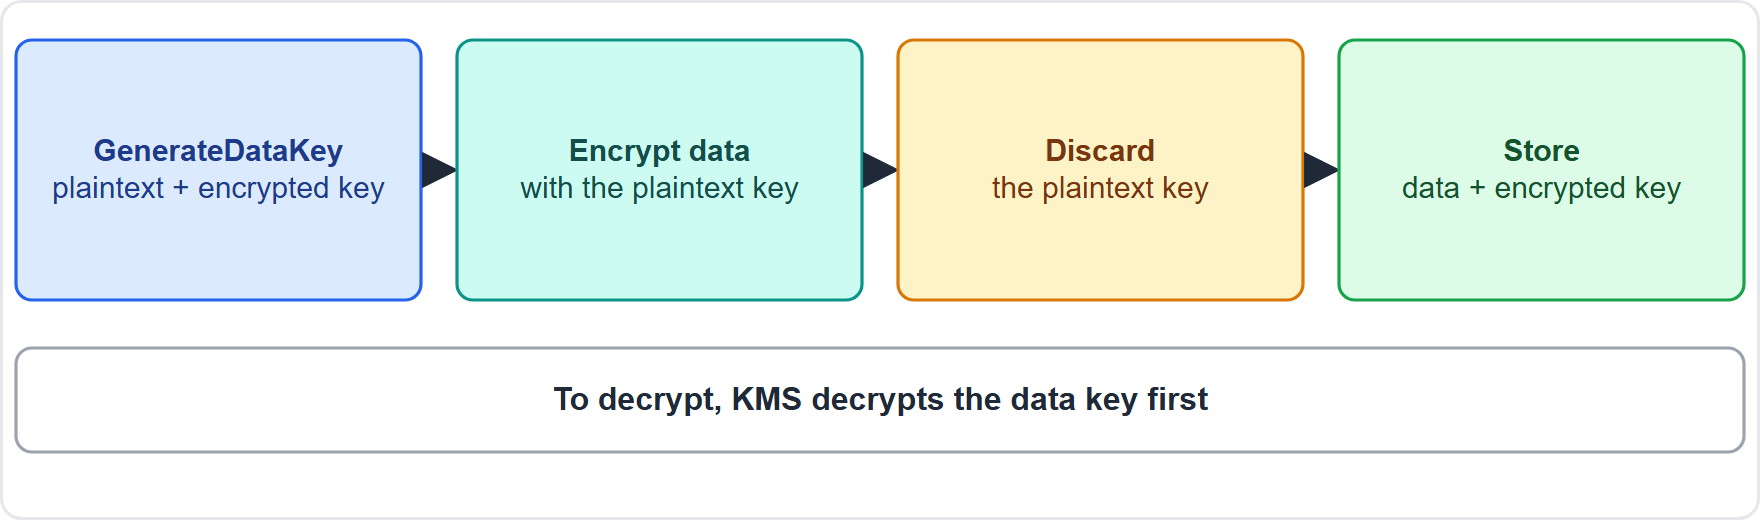 GenerateDataKey
plaintext + encrypted key
Encrypt data
with the plaintext key
Discard
the plaintext key
Store
data + encrypted key
To decrypt, KMS decrypts the data key first